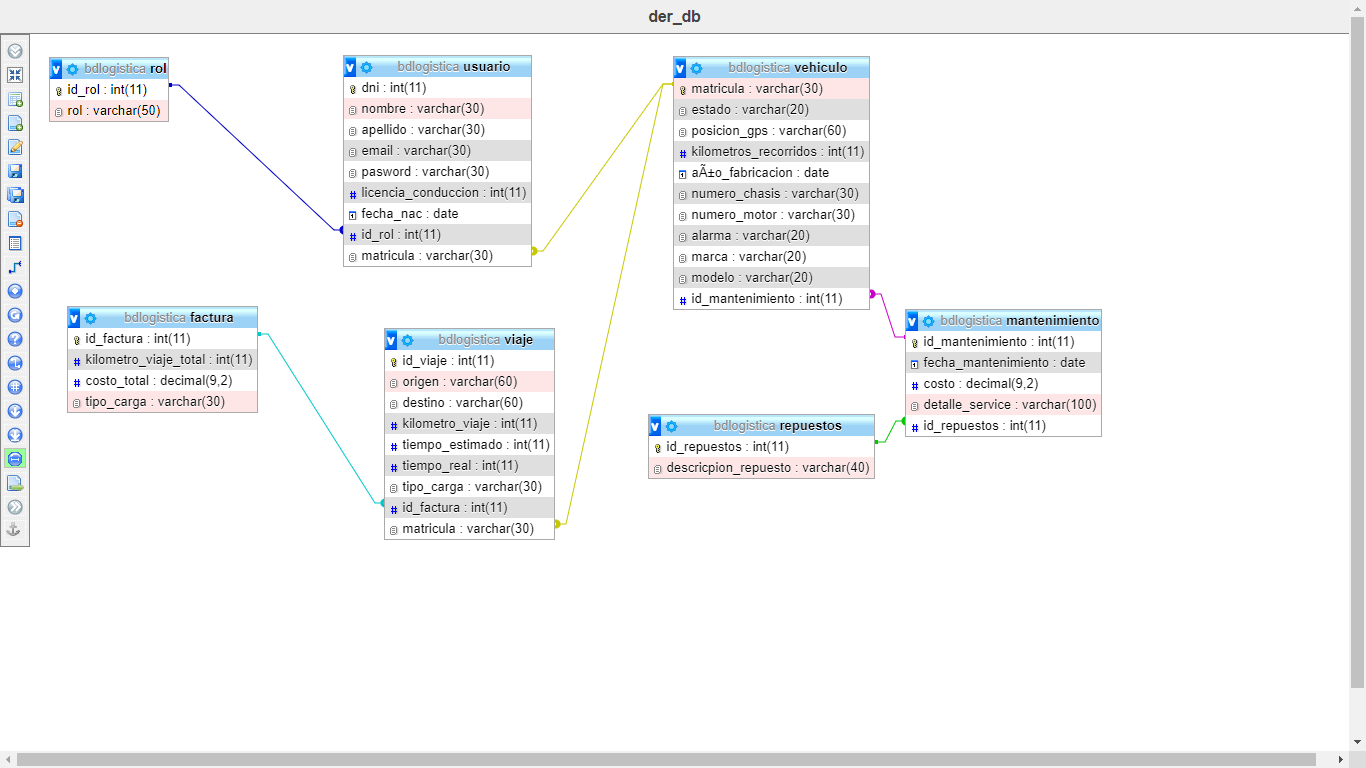 der_db
bdlogistica rol
id_rol : int(11)
rol : varchar(50)
bdlogistica usuario
dni : int(11)
nombre : varchar(30)
apellido : varchar(30)
email : varchar(30)
pasword : varchar(30)
licencia_conduccion : int(11)
fecha_nac : date
id_rol : int(11)
matricula : varchar(30)
bdlogistica vehiculo
matricula : varchar(30)
estado : varchar(20)
posicion_gps : varchar(60)
kilometros_recorridos : int(11)
aÃ±o_fabricacion : date
numero_chasis : varchar(30)
numero_motor : varchar(30)
alarma : varchar(20)
marca : varchar(20)
modelo : varchar(20)
id_mantenimiento : int(11)
bdlogistica factura
id_factura : int(11)
kilometro_viaje_total : int(11)
costo_total : decimal(9,2)
tipo_carga : varchar(30)
bdlogistica viaje
id_viaje : int(11)
origen : varchar(60)
destino : varchar(60)
kilometro_viaje : int(11)
tiempo_estimado : int(11)
tiempo_real : int(11)
tipo_carga : varchar(30)
id_factura : int(11)
matricula : varchar(30)
bdlogistica mantenimiento
id_mantenimiento : int(11)
fecha_mantenimiento : date
costo : decimal(9,2)
detalle_service : varchar(100)
id_repuestos : int(11)
bdlogistica repuestos
id_repuestos : int(11)
descricpion_repuesto : varchar(40)